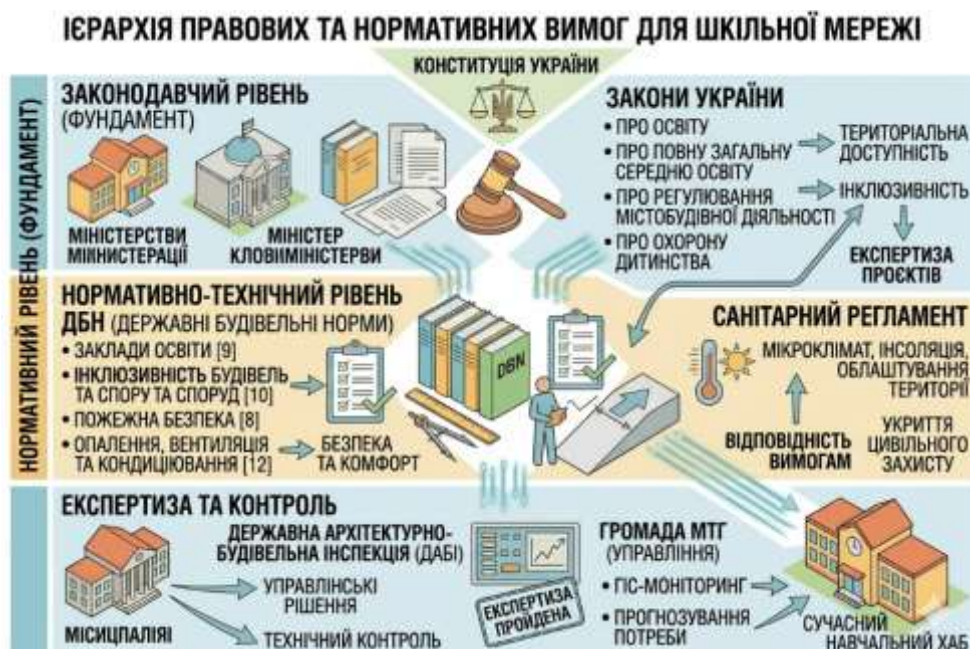 ІЄРАРХІЯ ПРАВОВИХ ТА НОРМАТИВНИХ ВИМОГ ДЛЯ ШКІЛЬНОЇ МЕРЕЖІ
КОНСТИТУЦІЯ УКРАЇНИ
НОРМАТИВНИЙ РІВЕНЬ (ФУНДАМЕНТ)
ЗАКОНОДАВЧИЙ РІВЕНЬ
(ФУНДАМЕНТ)
МІНІСТЕРСТВИ
МІКНИСТЕРАЦІЇ
МІНІСТЕР
КЛОВІІМІНІСТЕРВИ
ЗАКОНИ УКРАЇНИ
• ПРО ОСВІТУ
• ПРО ПОВНУ ЗАГАЛЬНУ
СЕРЕДНЮ ОСВІТУ
• ПРО РЕГУЛЮВАННЯ
МІСТОБУДІВНОЇ ДІЯЛЬНОСТІ
• ПРО ОХОРОНУ
ДИТИНСТВА
ТЕРИТОРІАЛЬНА
ДОСТУПНІСТЬ
ІНКЛЮЗИВНІСТЬ
ЕКСПЕРТИЗА
ПРОЄКТІВ
НОРМАТИВНО-ТЕХНІЧНИЙ РІВЕНЬ
ДБН (ДЕРЖАВНІ БУДІВЕЛЬНІ НОРМИ)
• ЗАКЛАДИ ОСВІТИ [9]
• ІНКЛЮЗИВНІСТЬ БУДІВЕЛЬ
ТА СПОРУ ТА СПОРУД [10]
• ПОЖЕЖНА БЕЗПЕКА [8]
• ОПАЛЕННЯ, ВЕНТИЛЯЦІЯ
ТА КОНДИЦІЮВАННЯ [12]
БЕЗПЕКА
ТА КОМФОРТ
DBN
САНІТАРНИЙ РЕГЛАМЕНТ
МІКРОКЛІМАТ, ІНСОЛЯЦІЯ,
ОБЛАШТУВАННЯ
ТЕРИТОРІЇ
ВІДПОВІДНІСТЬ
ВИМОГАМ
УКРИТТЯ
ЦИВІЛЬНОГО
ЗАХИСТУ
ЕКСПЕРТИЗА ТА КОНТРОЛЬ
ДЕРЖАВНА АРХІТЕКТУРНО-
БУДІВЕЛЬНА ІНСПЕКЦІЯ (ДАБІ)
УПРАВЛІНСЬКІ
РІШЕННЯ
ТЕХНІЧНИЙ КОНТРОЛЬ
МІСИЦПАЛІЯІ
ЕКСПЕРТИЗА
ПРОЙДЕНА
ГРОМАДА МТГ
(УПРАВЛІННЯ)
• ГІС-МОНІТОРИНГ
• ПРОГНОЗУВАННЯ
ПОТРЕБИ
СУЧАСНИЙ
НАВЧАЛЬНИЙ ХАБ